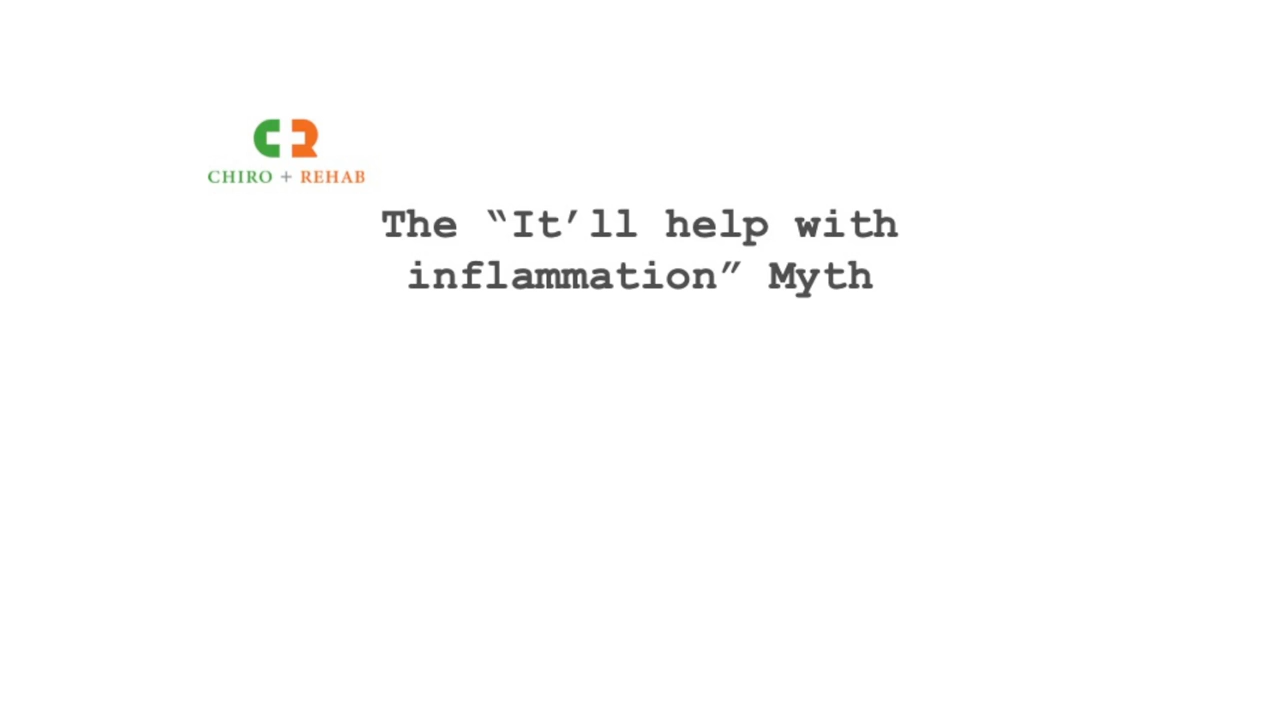 CHIRO + REHAB
The “It’ll help with
inflammation” Myth